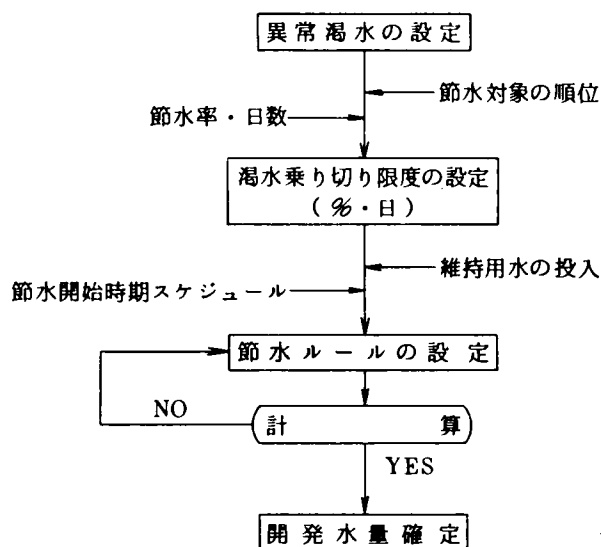 異常渇水の設定
節水対象の順位
節水率・日数
渇水乗り切り限度の設定
(%・日)
維持用水の投入
節水開始時期スケジュール
節水ルールの設定
NO
計算
YES
開発水量確定